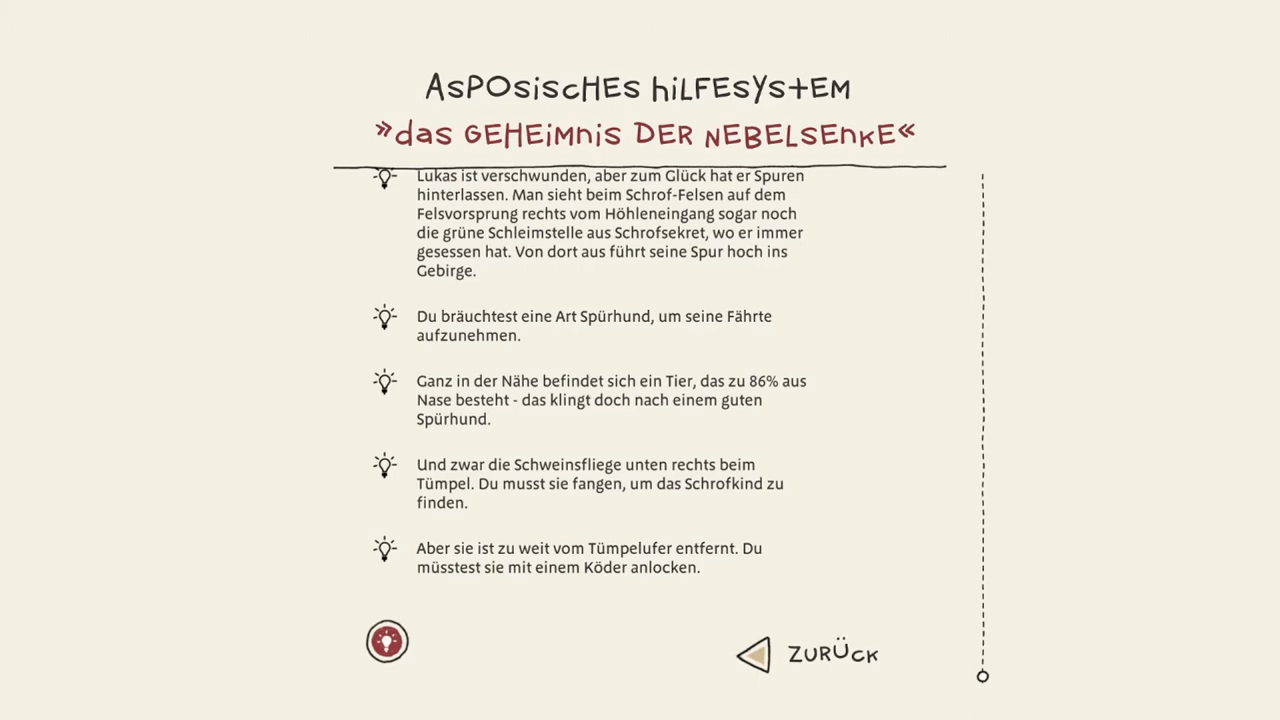 Asposisches Hilfesystem
»Das Geheimnis der Nebelsenke«
Lukas ist verschwunden, aber zum Glück hat er Spuren
hinterlassen. Man sieht beim Schrof-Felsen auf dem
Felsvorsprung rechts vom Höhleneingang sogar noch
die grüne Schleimstelle aus Schrofsekret, wo er immer
gesessen hat. Von dort aus führt seine Spur hoch ins
Gebirge.
Du bräuchtest eine Art Spürhund, um seine Fährte
aufzunehmen.
Ganz in der Nähe befindet sich ein Tier, das zu 86% aus
Nase besteht - das klingt doch nach einem guten
Spürhund.
Und zwar die Schweinsfliege unten rechts beim
Tümpel. Du musst sie fangen, um das Schrofkind zu
finden.
Aber sie ist zu weit vom Tümpelufer entfernt. Du
müsstest sie mit einem Köder anlocken.
Zurück